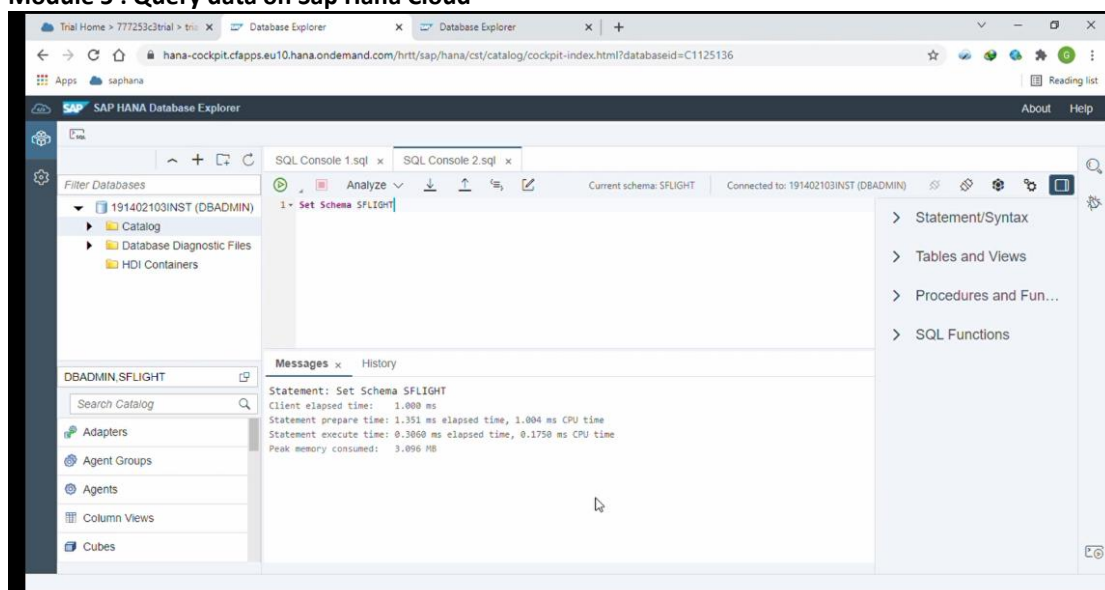 Module 5 : Query data on Sap Hana Cloud
Trial Home > 777253c2trial > tria
Database Explorer
Database Explorer
hana-cockpit.cfapps.eu10.hana.ondemand.com/hrtt/sap/hana/cst/catalog/cockpit-index.html?databaseid=C1125136
G
Apps saphana Reading list
SAP SAP HANA Database Explorer About Help
SQL Console 1.sql SQL Console 2.sql
Filter Databases
Analyze Current schema: SFLIGHT Connected to: 191402103INST (DBADMIN)
191402103INST (DBADMIN)
1 Set Schema SFLIGHT
Catalog
Database Diagnostic Files
HDI Containers
Statement/Syntax
Tables and Views
Procedures and Fun...
SQL Functions
Messages History
DBADMIN,SFLIGHT
Search Catalog
Adapters
Agent Groups
Agents
Column Views
Cubes
Statement: Set Schema SFLIGHT
Client elapsed time: 1.000 ms
Statement prepare time: 1.351 ms elapsed time, 1.004 ms CPU time
Statement execute time: 0.3060 ms elapsed time, 0.1750 ms CPU time
Peak memory consumed: 3.096 MB